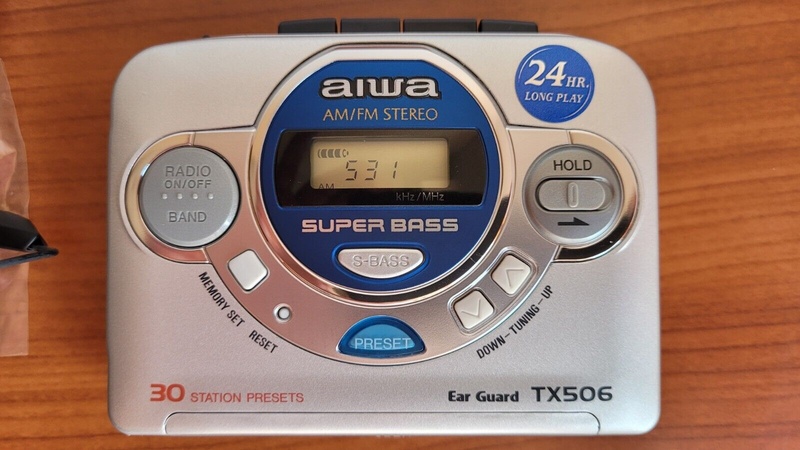 aiwa
AM/FM STEREO
24HR.
LONG PLAY
RADIO
ON/OFF
BAND
531
AM
kHz/MHz
HOLD
SUPER BASS
S-BASS
MEMORY SET
RESET
PRESET
DOWN-TUNING-UP
30 STATION PRESETS
Ear Guard TX506